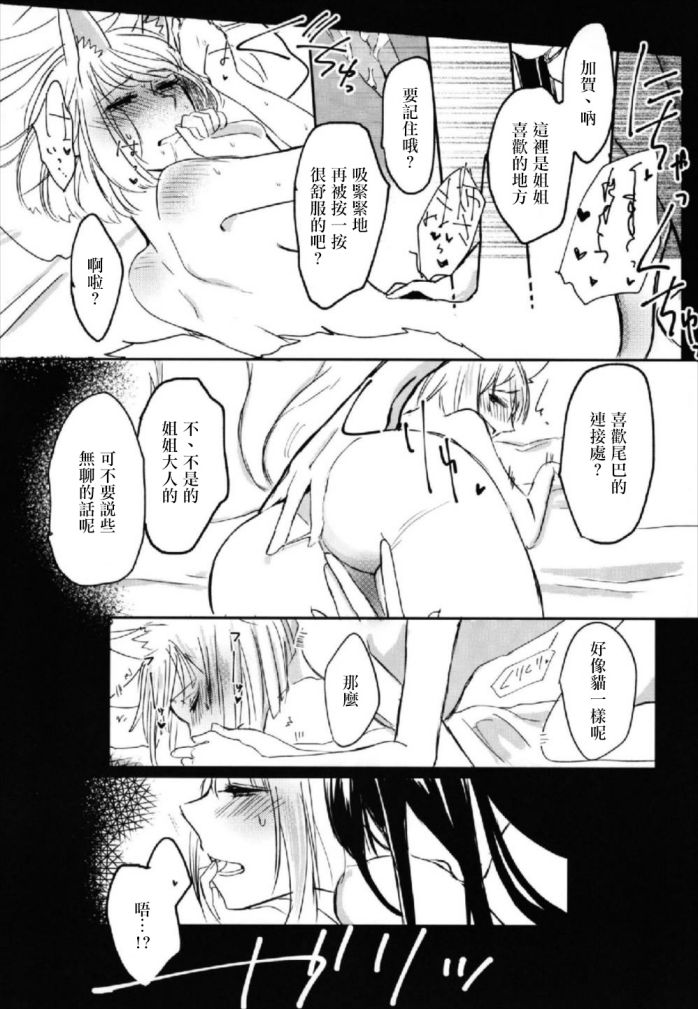 加賀、吶
這裡是姐姐
喜歡的地方
要記住哦？
吸緊緊地
再被按一按
很舒服的吧？
啊啦？
喜歡尾巴的
連接處？
不、不是的
姐姐大人的
可不要說些
無聊的話呢
好像貓一樣呢
那麼
唔…!?